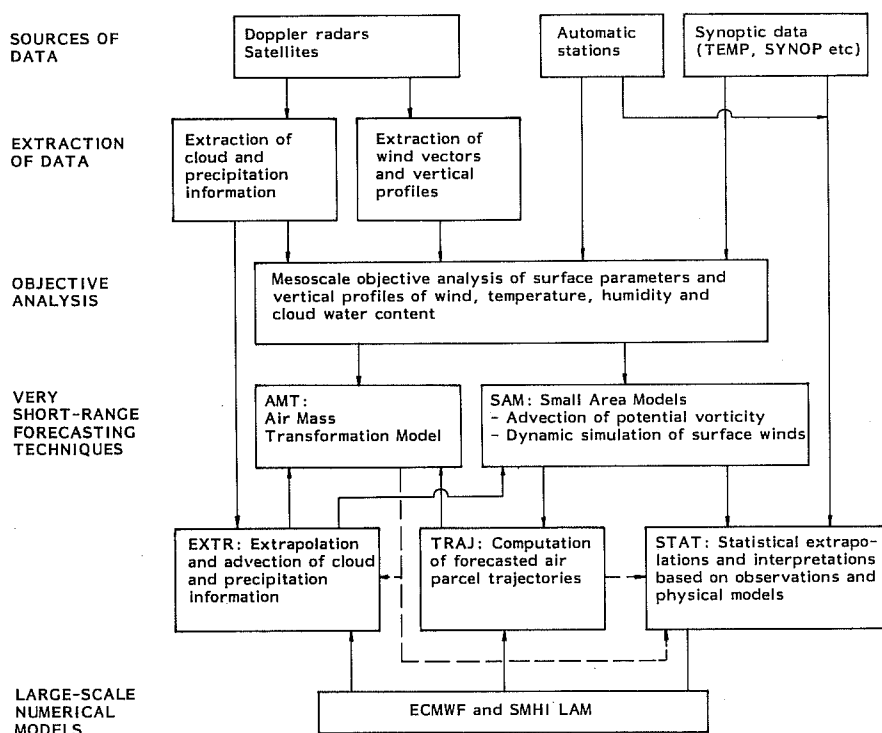 SOURCES OF
DATA
Doppler radars
Satellites
Automatic
stations
Synoptic data
(TEMP, SYNOP etc)
EXTRACTION
OF DATA
Extraction of
cloud and
precipitation
information
Extraction of
wind vectors
and vertical
profiles
OBJECTIVE
ANALYSIS
Mesoscale objective analysis of surface parameters and
vertical profiles of wind, temperature, humidity and
cloud water content
VERY
SHORT-RANGE
FORECASTING
TECHNIQUES
AMT:
Air Mass
Transformation Model
SAM: Small Area Models
- Advection of potential vorticity
- Dynamic simulation of surface winds
EXTR: Extrapolation
and advection of cloud
and precipitation
information
TRAJ: Computation
of forecasted air
parcel trajectories
STAT: Statistical extrapo-
lations and interpretations
based on observations and
physical models
LARGE-SCALE
NUMERICAL
MODELS
ECMWF and SMHI LAM